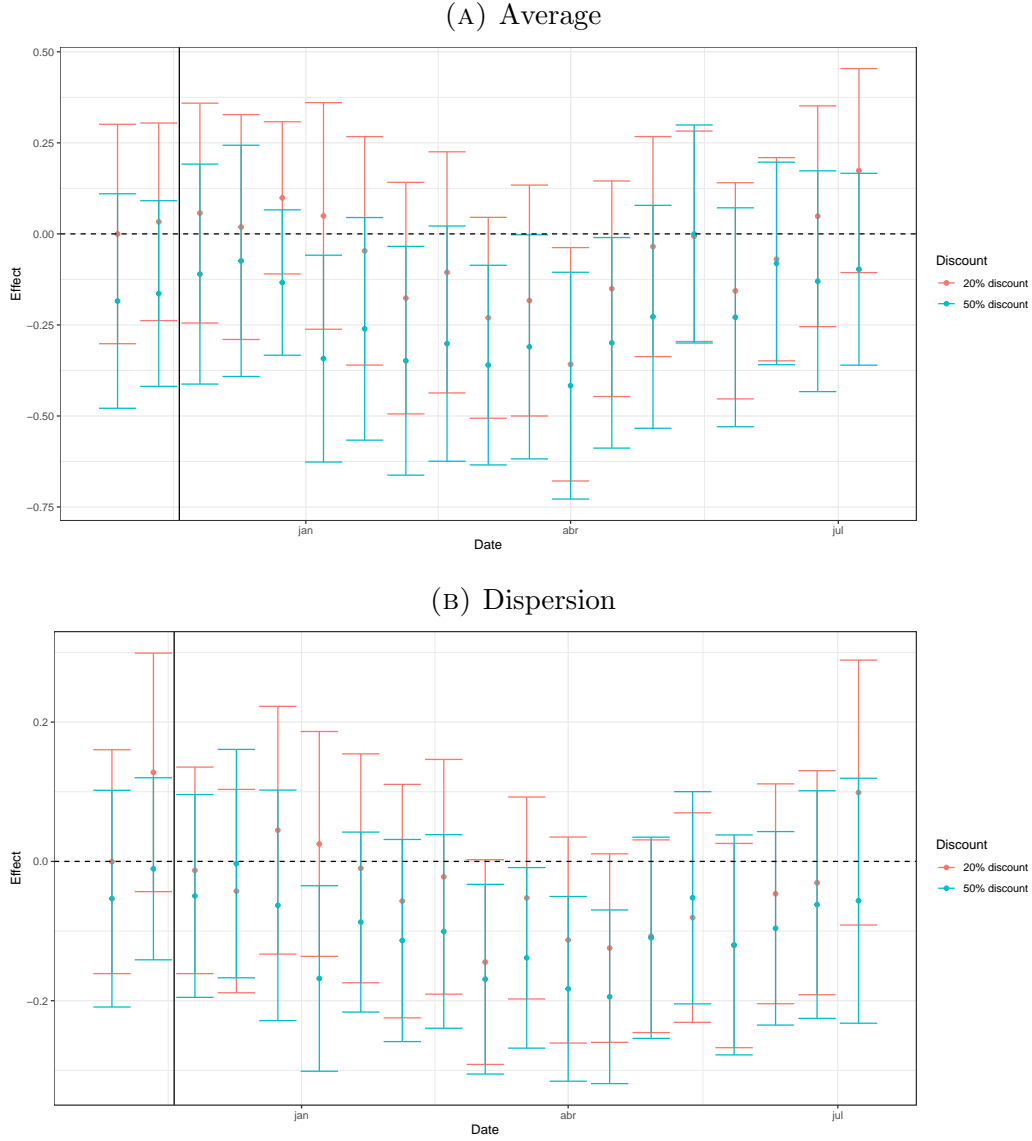 (A) Average
0.50
0.25
0.00
−0.25
−0.50
−0.75
Effect
jan
abr
jul
Date
Discount
20% discount
50% discount
(B) Dispersion
0.2
0.0
−0.2
Effect
jan
abr
jul
Date
Discount
20% discount
50% discount